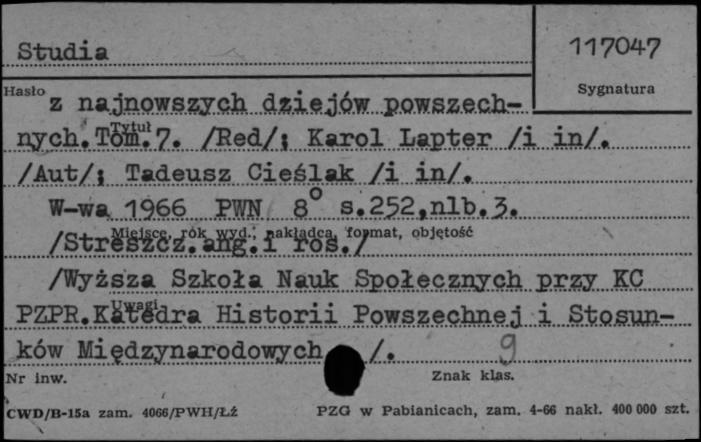 Studia
117047
Hasło
Sygnatura
z najnowszych dziejów powszech-
Tytuł
nych.Tom.7. /Red/: Karol Lapter /i in/.
/Aut/: Tadeusz Cieślak /i in/.
W-wa 1966 PWN 8° s.252,nlb.3.
Miejsce, rok wyd., nakładca, format, objętość
/Streszcz.ang.i ros./
/Wyższa Szkoła Nauk Społecznych przy KC
Uwagi
PZPR.Katedra Historii Powszechnej i Stosun-
ków Międzynarodowych /. 9
Nr inw. Znak klas.
CWD/B-15a zam. 4066/PWH/Łź PZG w Pabianicach, zam. 4-66 nakł. 400 000 szt.